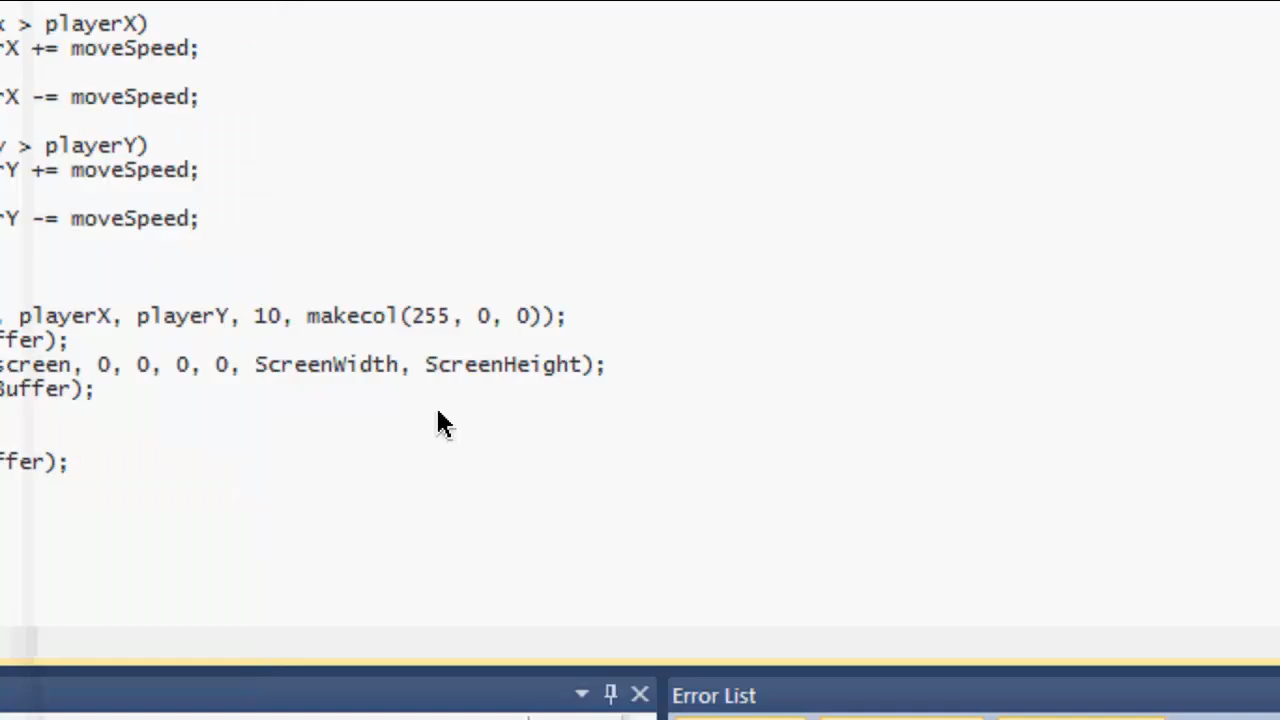 x > playerX)
rX += moveSpeed;
rX -= moveSpeed;
y > playerY)
rY += moveSpeed;
rY -= moveSpeed;
, playerX, playerY, 10, makecol(255, 0, 0));
ffer);
screen, 0, 0, 0, 0, ScreenWidth, ScreenHeight);
Buffer);
ffer);
Error List